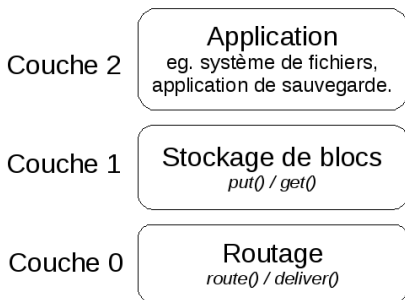 Application
Couche 2
eg. système de fichiers,
application de sauvegarde.
Couche 1
Stockage de blocs
put() / get()
Couche 0
Routage
route() / deliver()